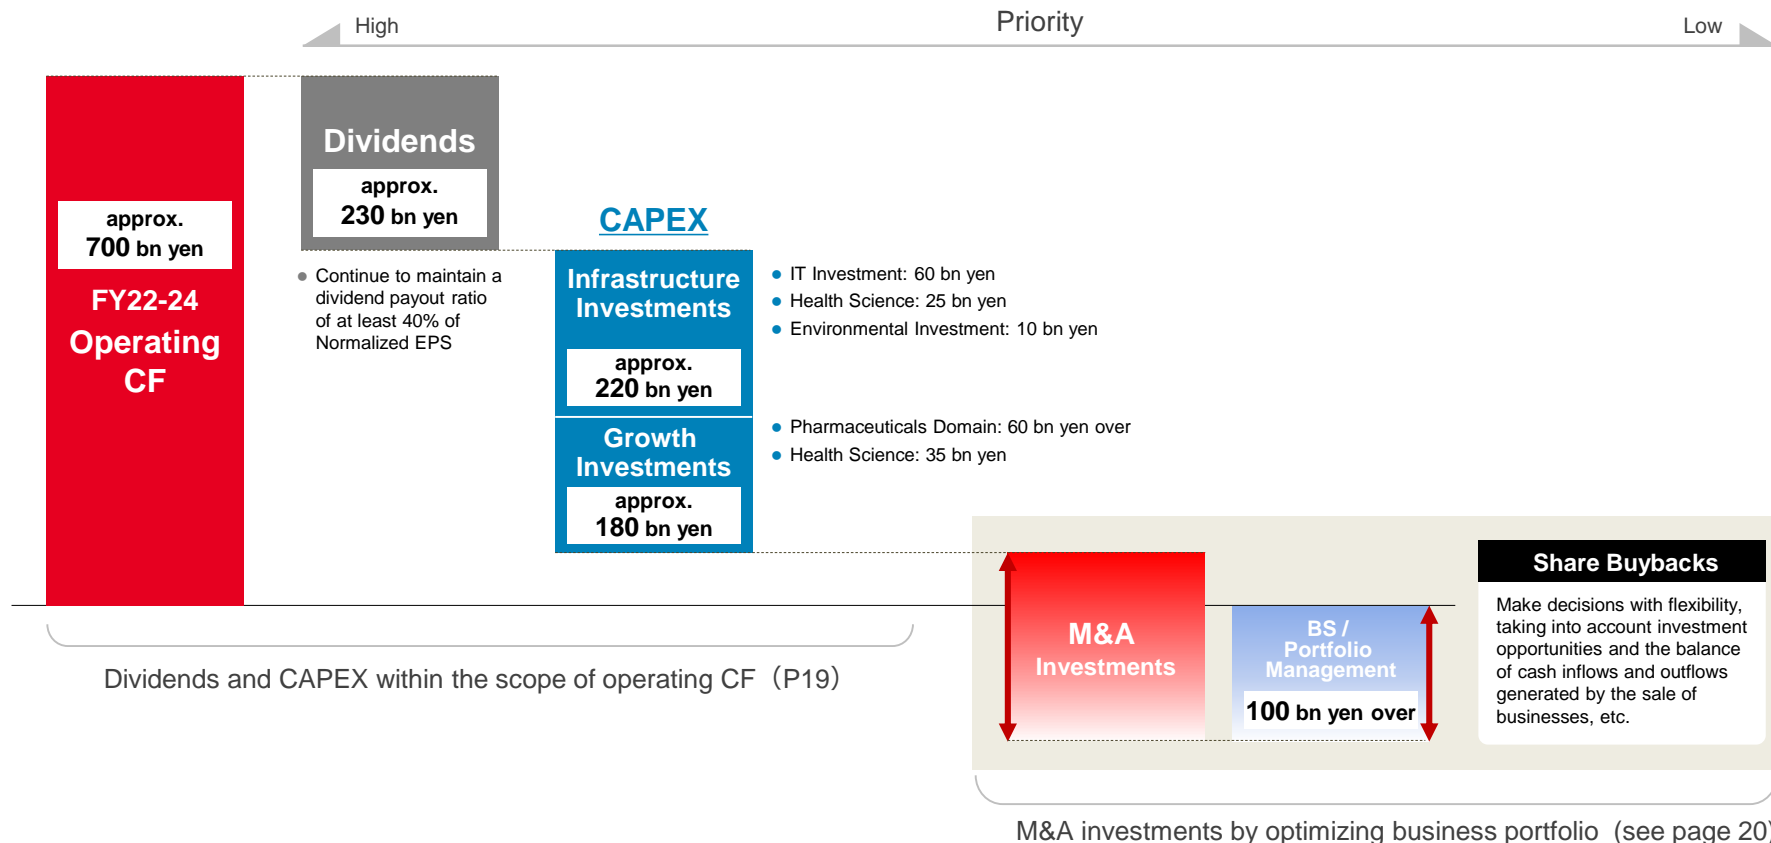 High
Priority
Low
approx.
700 bn yen
FY22-24
Operating
CF
Dividends
approx.
230 bn yen
● Continue to maintain a
dividend payout ratio
of at least 40% of
Normalized EPS
CAPEX
Infrastructure
Investments
approx.
220 bn yen
● IT Investment: 60 bn yen
● Health Science: 25 bn yen
● Environmental Investment: 10 bn yen
Growth
Investments
approx.
180 bn yen
● Pharmaceuticals Domain: 60 bn yen over
● Health Science: 35 bn yen
M&A
Investments
BS /
Portfolio
Management
100 bn yen over
Share Buybacks
Make decisions with flexibility,
taking into account investment
opportunities and the balance
of cash inflows and outflows
generated by the sale of
businesses, etc.
Dividends and CAPEX within the scope of operating CF（P19）
M&A investments by optimizing business portfolio (see page 20)